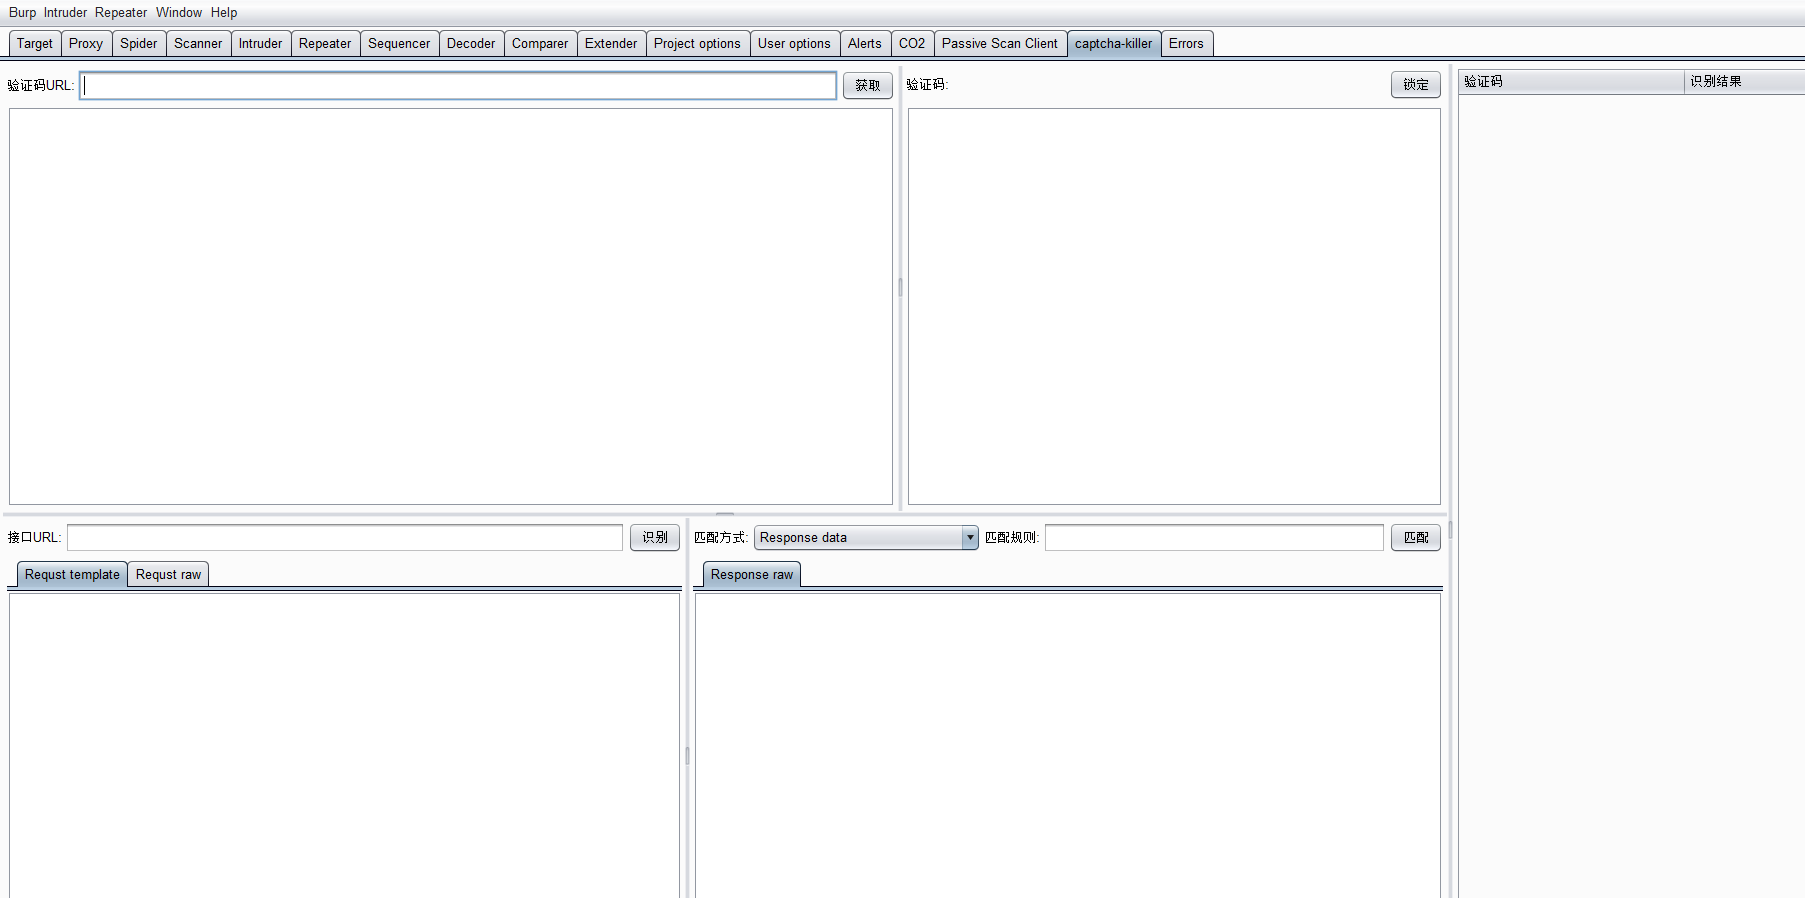 Burp Intruder Repeater Window Help
Target Proxy Spider Scanner Intruder Repeater Sequencer Decoder Comparer Extender Project options User options Alerts CO2 Passive Scan Client captcha-killer Errors
验证码URL: 获取 验证码: 锁定 验证码 识别结果
接口URL: 识别 匹配方式: Response data 匹配规则: 匹配
Requst template Requst raw Response raw